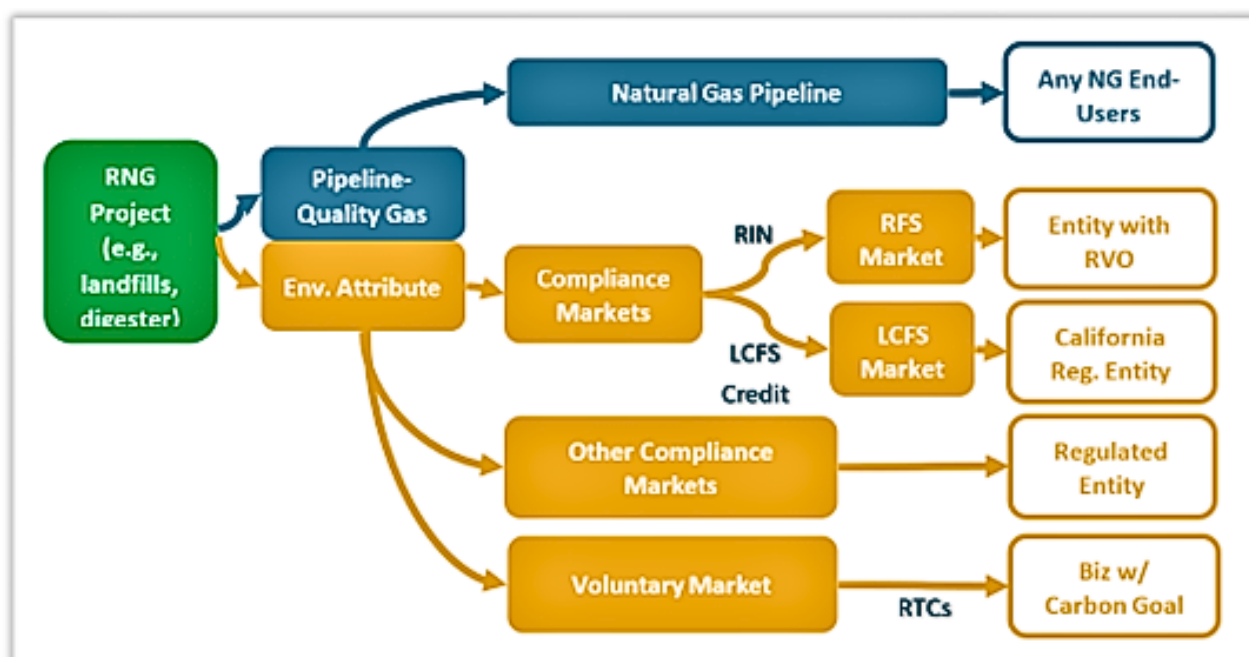 Natural Gas Pipeline
Any NG End-
Users
RNG
Project
(e.g.,
landfills,
digester)
Pipeline-
Quality Gas
Env. Attribute
Compliance
Markets
RIN
RFS
Market
Entity with
RVO
LCFS
Credit
LCFS
Market
California
Reg. Entity
Other Compliance
Markets
Regulated
Entity
Voluntary Market
RTCs
Biz w/
Carbon Goal